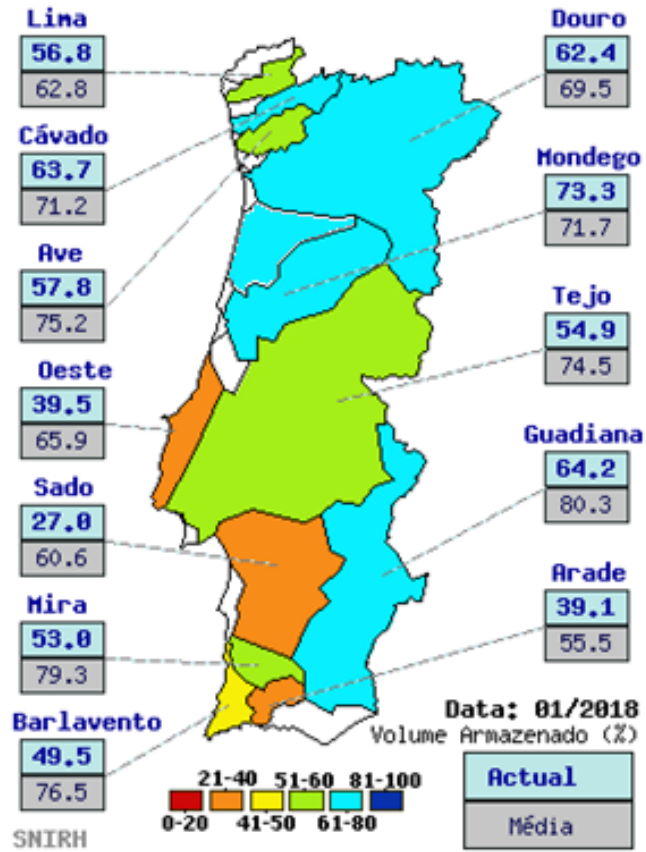 Lima
56.8
62.8
Cávado
63.7
71.2
Ave
57.8
75.2
Oeste
39.5
65.9
Sado
27.0
60.6
Mira
53.0
79.3
Barlavento
49.5
76.5
Douro
62.4
69.5
Mondego
73.3
71.7
Tejo
54.9
74.5
Guadiana
64.2
80.3
Arade
39.1
55.5
Data: 01/2018
Volume Armazenado (%)
Actual
Média
21-40 51-60 81-100
0-20 41-50 61-80
SNIRH